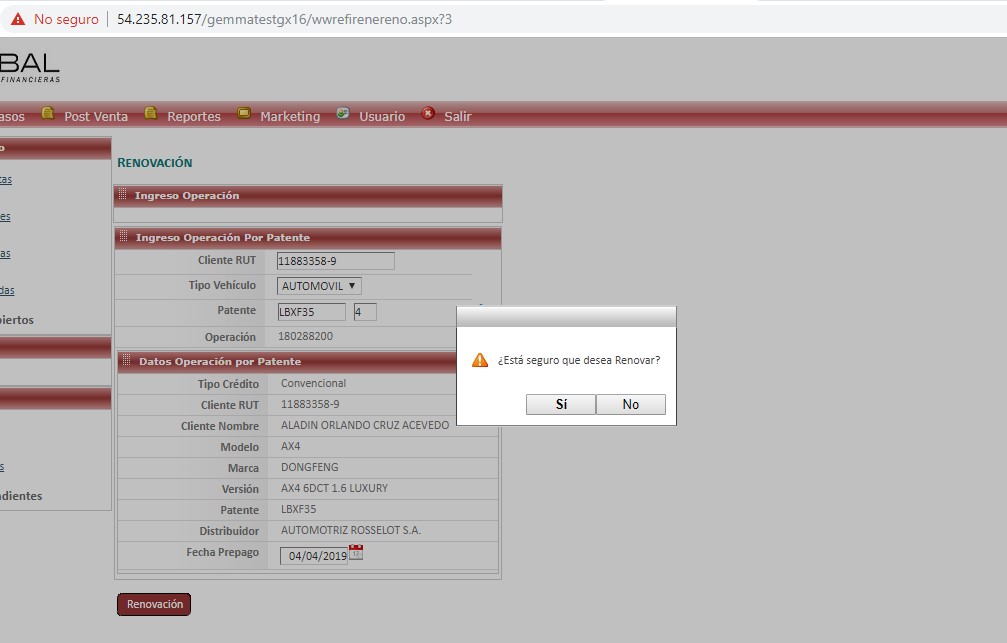 No seguro | 54.235.81.157/gemmatestgx16/wwrefirenereno.aspx?3
BAL
FINANCIERAS
asos Post Venta Reportes Marketing Usuario Salir
o
tas
es
as
das
biertos
s
dientes
RENOVACIÓN
Ingreso Operación
Ingreso Operación Por Patente
Cliente RUT 11883358-9
Tipo Vehículo AUTOMOVIL
Patente LBXF35 4
Operación 180288200
Datos Operación por Patente
Tipo Crédito Convencional
Cliente RUT 11883358-9
Cliente Nombre ALADIN ORLANDO CRUZ ACEVEDO
Modelo AX4
Marca DONGFENG
Versión AX4 6DCT 1.6 LUXURY
Patente LBXF35
Distribuidor AUTOMOTRIZ ROSSELOT S.A.
Fecha Prepago 04/04/2019
Renovación
¿Está seguro que desea Renovar?
Si No